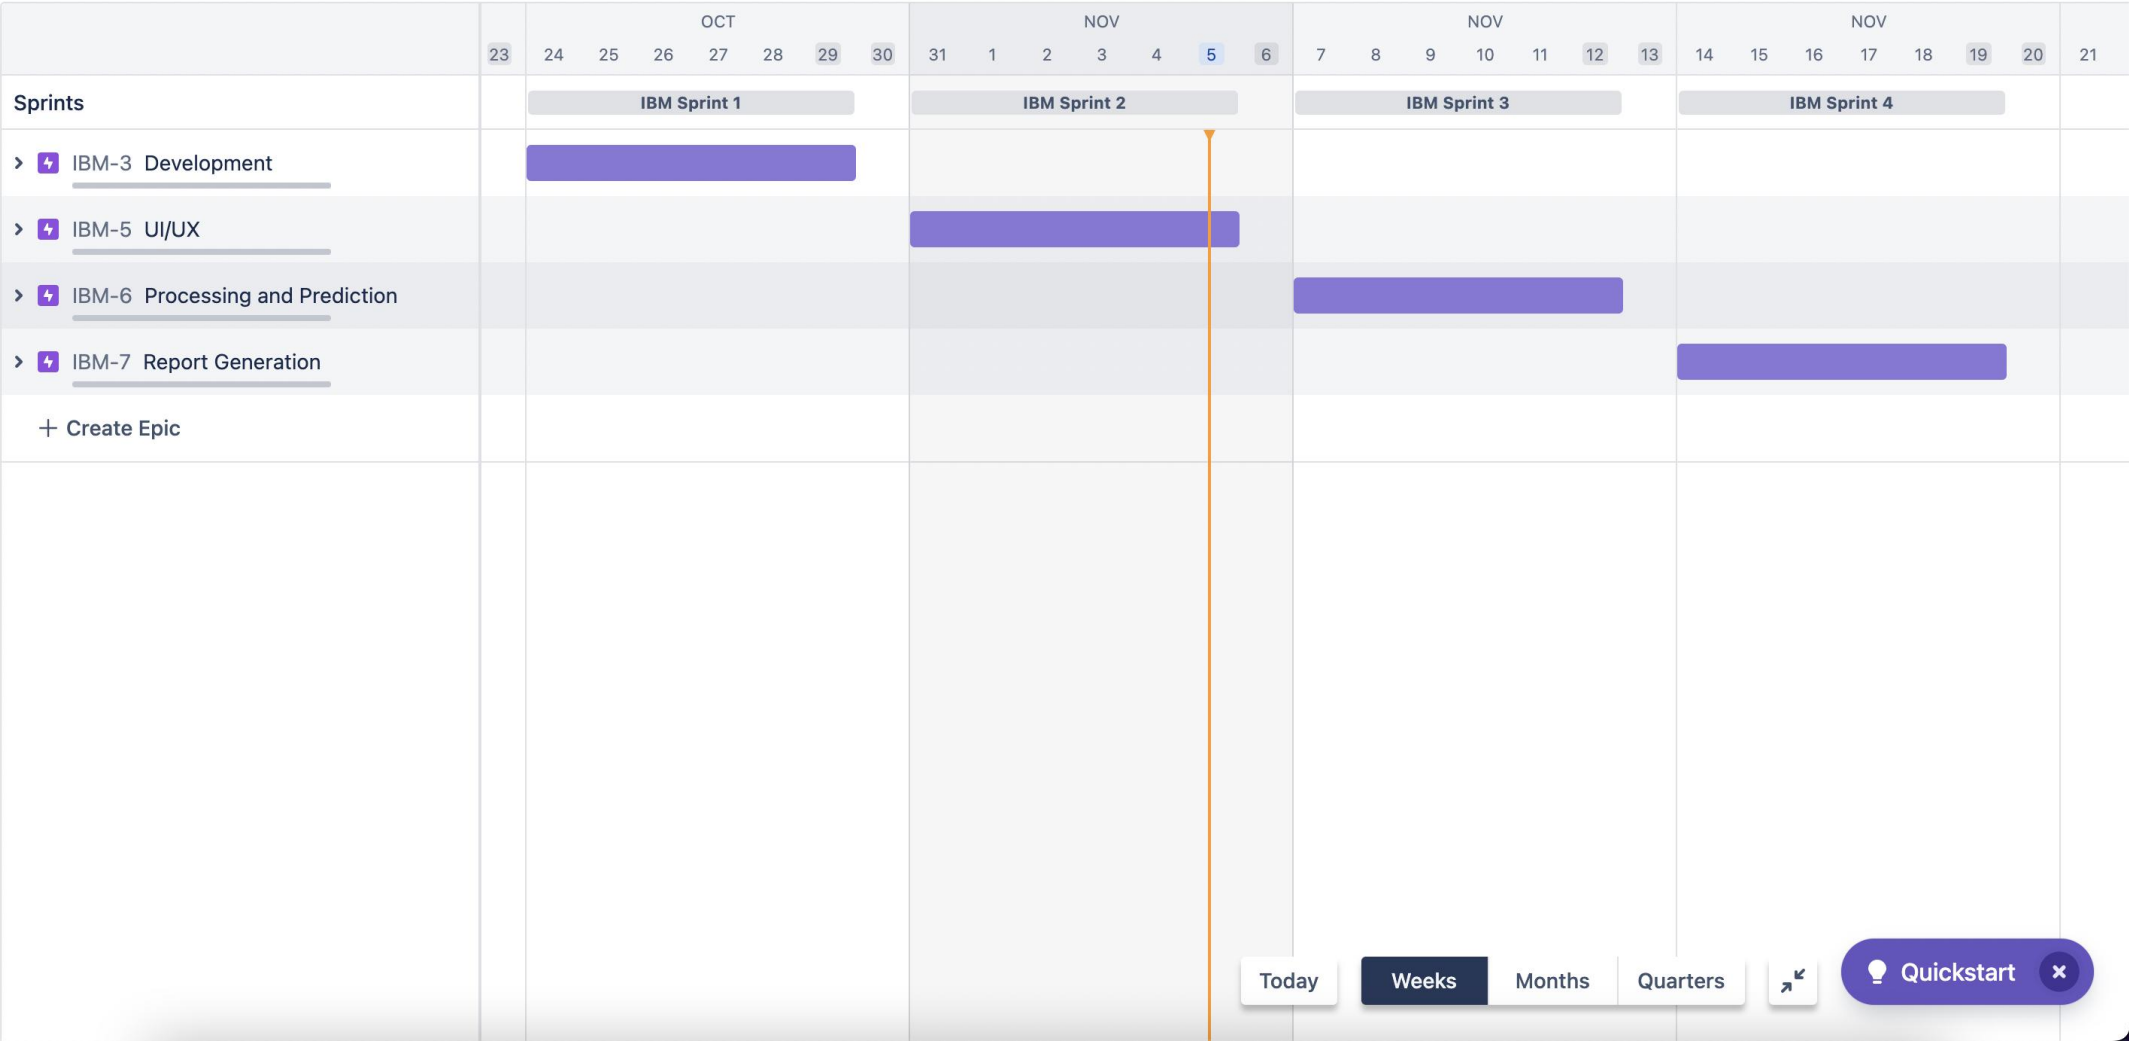 OCT NOV NOV NOV
23 24 25 26 27 28 29 30 31 1 2 3 4 5 6 7 8 9 10 11 12 13 14 15 16 17 18 19 20 21
Sprints IBM Sprint 1 IBM Sprint 2 IBM Sprint 3 IBM Sprint 4
IBM-3 Development
IBM-5 UI/UX
IBM-6 Processing and Prediction
IBM-7 Report Generation
+ Create Epic
Today Weeks Months Quarters Quickstart